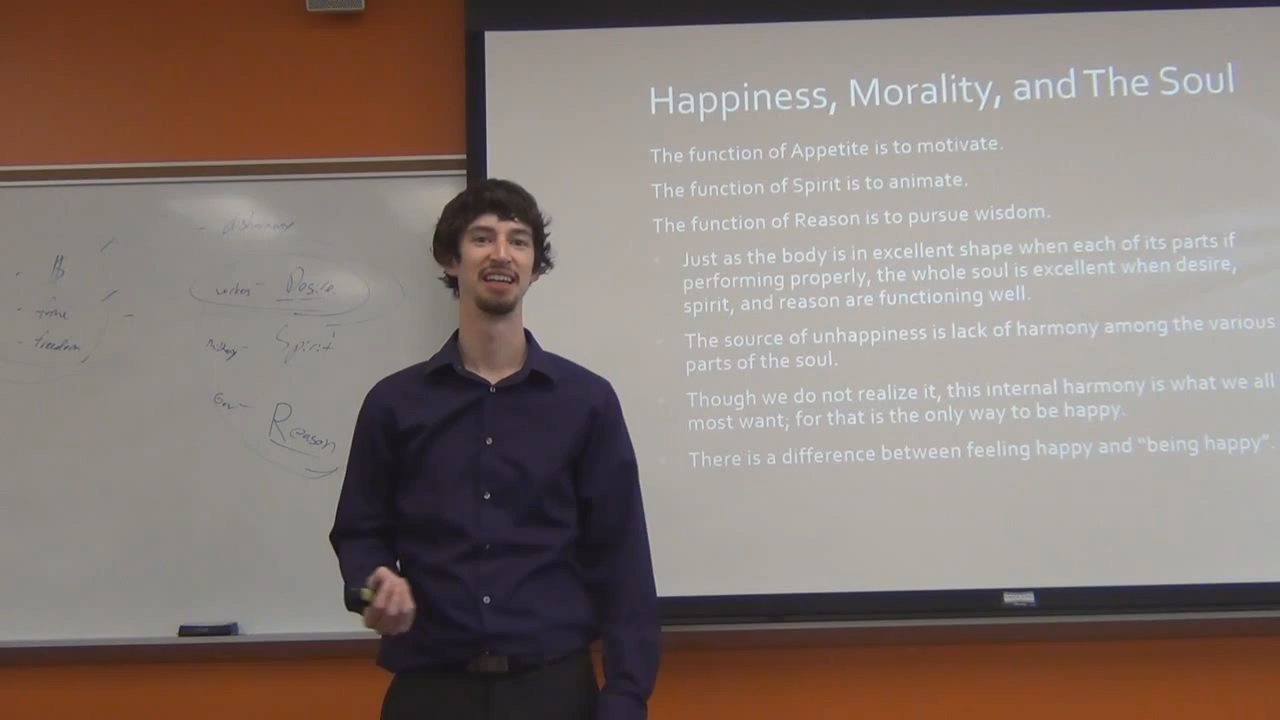 Happiness, Morality, and The Soul
The function of Appetite is to motivate.
The function of Spirit is to animate.
The function of Reason is to pursue wisdom.
Just as the body is in excellent shape when each of its parts if
performing properly, the whole soul is excellent when desire,
spirit, and reason are functioning well.
The source of unhappiness is lack of harmony among the various
parts of the soul.
Though we do not realize it, this internal harmony is what we all
most want; for that is the only way to be happy.
There is a difference between feeling happy and “being happy”.
- freedom
Desire
Spirit
Reason